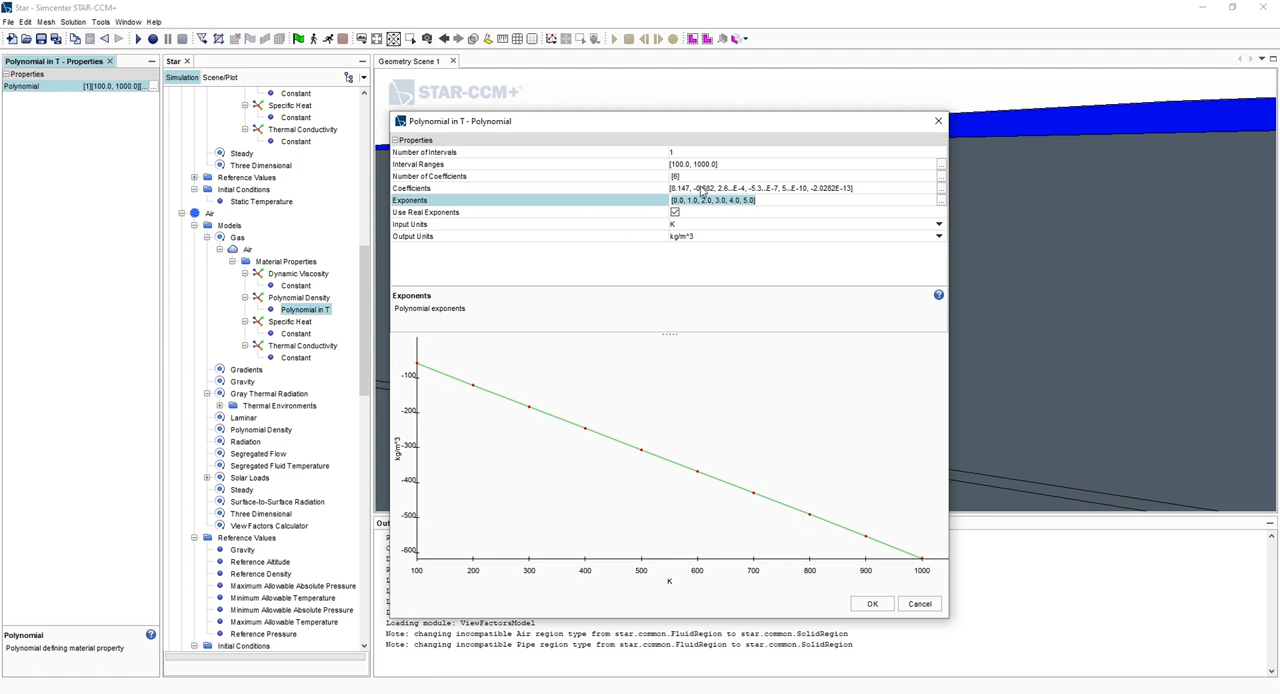 Star - Simcenter STAR-CCM+
File Edit Mesh Solution Tools Window Help
Polynomial in T - Properties
Properties
Polynomial [1][100.0, 1000.0][...
Polynomial
Polynomial defining material property
Star
Simulation Scene/Plot
Constant
Specific Heat
Constant
Thermal Conductivity
Constant
Steady
Three Dimensional
Reference Values
Initial Conditions
Static Temperature
Air
Models
Gas
Air
Material Properties
Dynamic Viscosity
Constant
Polynomial Density
Polynomial in T
Specific Heat
Constant
Thermal Conductivity
Constant
Gradients
Gravity
Gray Thermal Radiation
Thermal Environments
Laminar
Polynomial Density
Radiation
Segregated Flow
Segregated Fluid Temperature
Solar Loads
Steady
Surface-to-Surface Radiation
Three Dimensional
View Factors Calculator
Reference Values
Gravity
Reference Altitude
Reference Density
Maximum Allowable Absolute Pressure
Minimum Allowable Temperature
Minimum Allowable Absolute Pressure
Maximum Allowable Temperature
Reference Pressure
Initial Conditions
Geometry Scene 1
STAR-CCM+
Polynomial in T - Polynomial
Properties
Number of Intervals 1
Interval Ranges [100.0, 1000.0]
Number of Coefficients [6]
Coefficients 2.6...E-4, -5.3...E-7, 5...E-10, -2.0282E-13]
Exponents [0.0, 1.0, 2.0, 3.0, 4.0, 5.0]
Use Real Exponents
Input Units K
Output Units kg/m^3
Exponents
Polynomial exponents
kg/m^3
-100
-200
-300
-400
-500
-600
100 200 300 400 500 600 700 800 900 1000
K
OK Cancel
Loading module: ViewFactorsModel
Note: changing incompatible Air region type from star.common.FluidRegion to star.common.SolidRegion
Note: changing incompatible Pipe region type from star.common.FluidRegion to star.common.SolidRegion